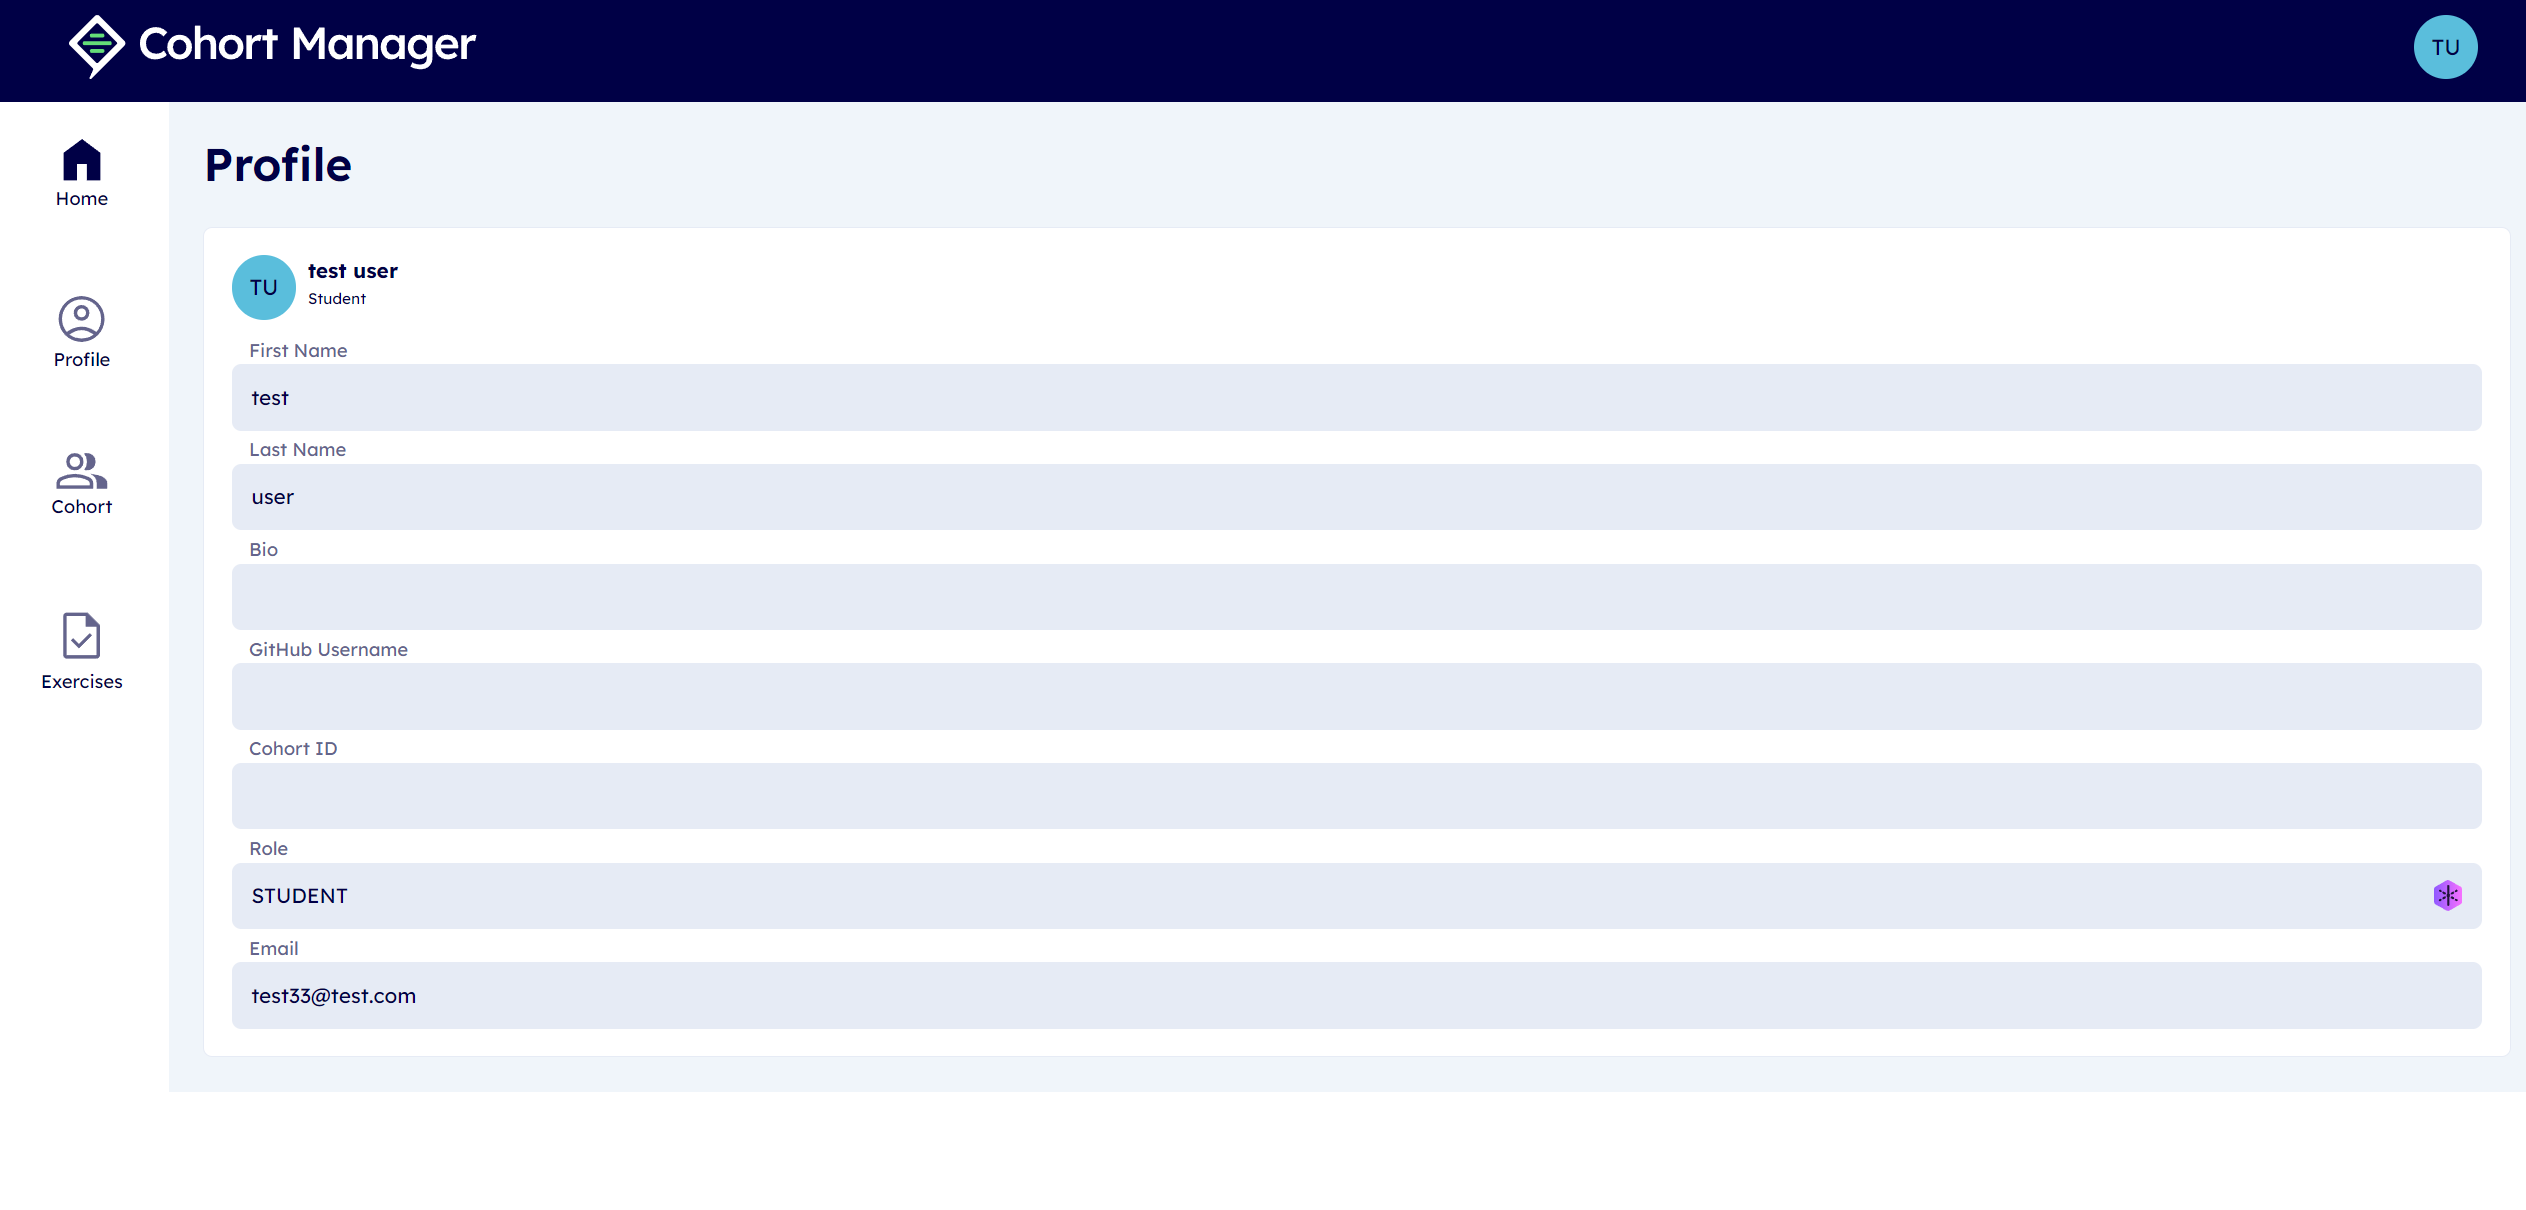 Cohort Manager
TU
Home
Profile
Cohort
Exercises
Profile
TU
test user
Student
First Name
test
Last Name
user
Bio
GitHub Username
Cohort ID
Role
STUDENT
Email
test33@test.com